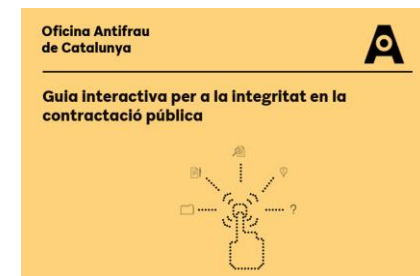 Oficina Antifrau
de Catalunya
Guia interactiva per a la integritat en la
contractació pública
?